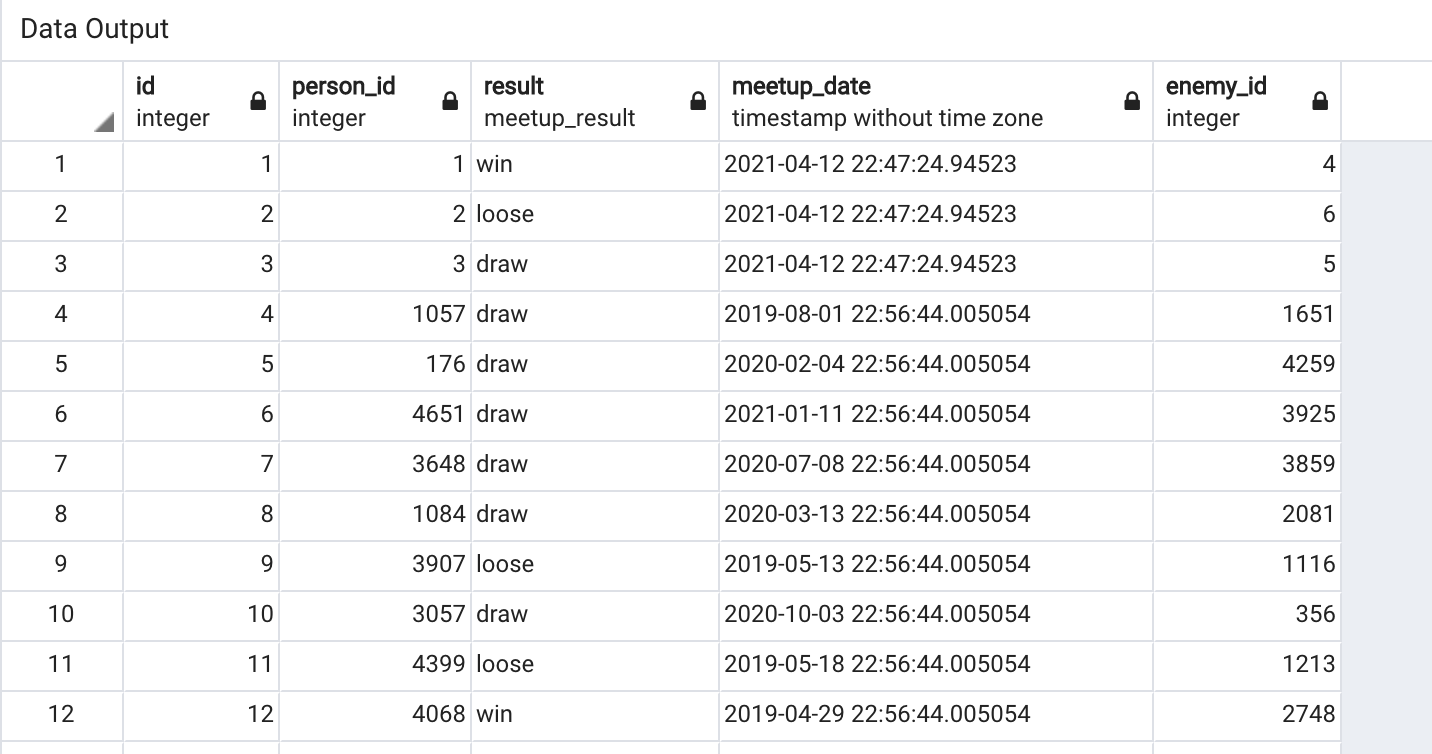 Data Output
id person_id result meetup_date enemy_id
integer integer meetup_result timestamp without time zone integer
1 1 1 win 2021-04-12 22:47:24.94523 4
2 2 2 loose 2021-04-12 22:47:24.94523 6
3 3 3 draw 2021-04-12 22:47:24.94523 5
4 4 1057 draw 2019-08-01 22:56:44.005054 1651
5 5 176 draw 2020-02-04 22:56:44.005054 4259
6 6 4651 draw 2021-01-11 22:56:44.005054 3925
7 7 3648 draw 2020-07-08 22:56:44.005054 3859
8 8 1084 draw 2020-03-13 22:56:44.005054 2081
9 9 3907 loose 2019-05-13 22:56:44.005054 1116
10 10 3057 draw 2020-10-03 22:56:44.005054 356
11 11 4399 loose 2019-05-18 22:56:44.005054 1213
12 12 4068 win 2019-04-29 22:56:44.005054 2748